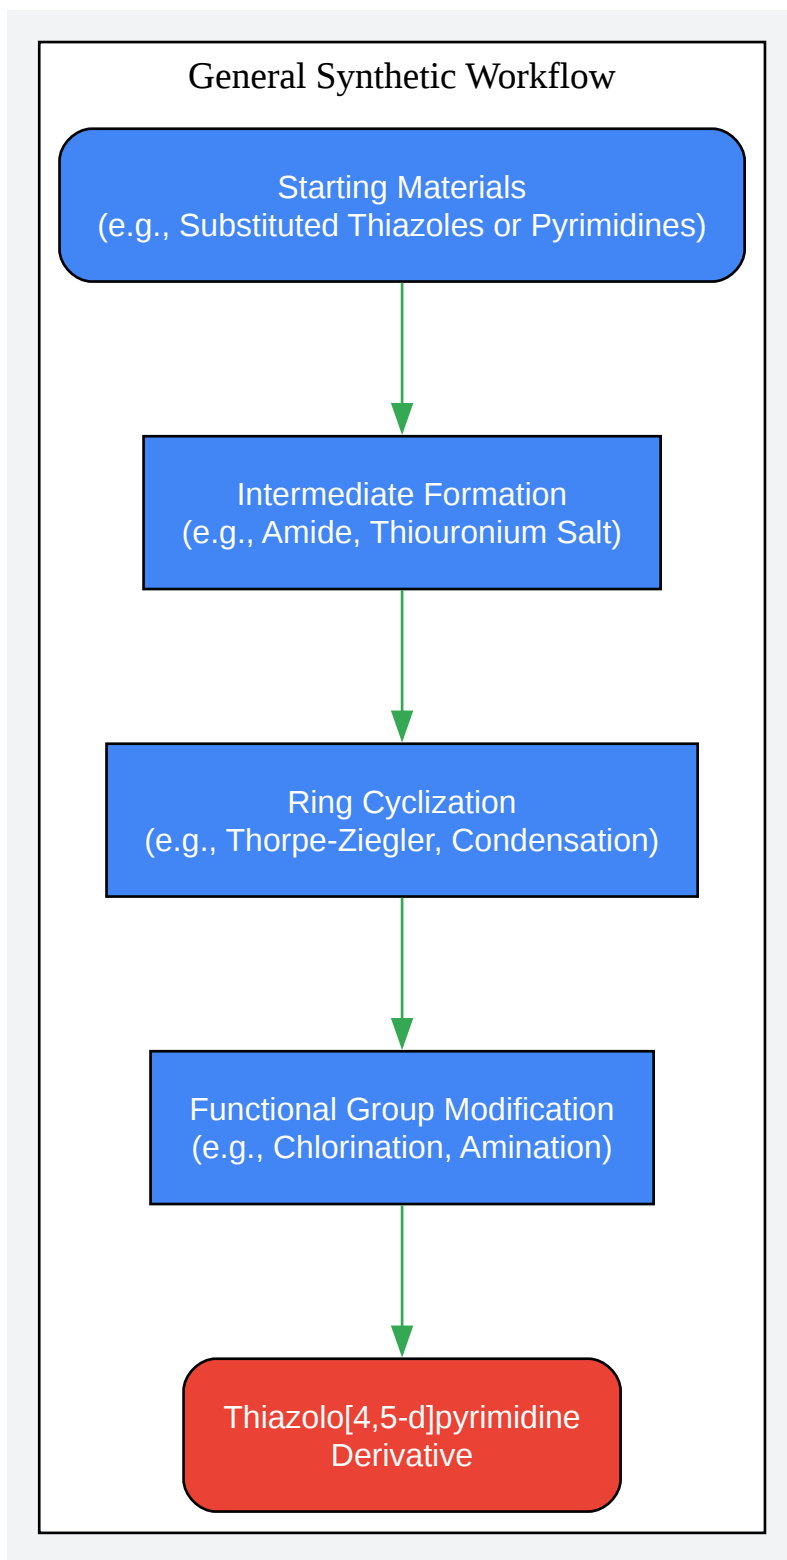 General Synthetic Workflow
Starting Materials
(e.g., Substituted Thiazoles or Pyrimidines)
Intermediate Formation
(e.g., Amide, Thiouronium Salt)
Ring Cyclization
(e.g., Thorpe-Ziegler, Condensation)
Functional Group Modification
(e.g., Chlorination, Amination)
Thiazolo[4,5-d]pyrimidine
Derivative